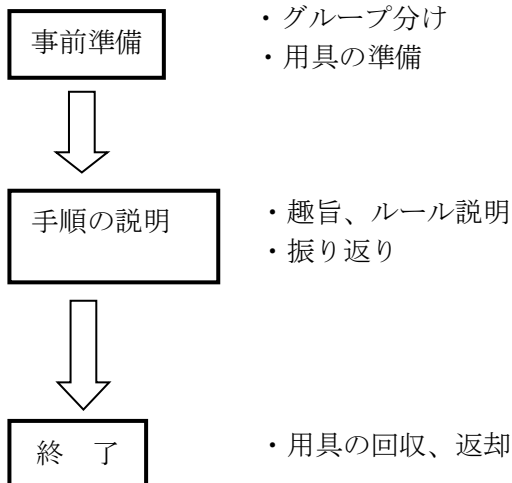 事前準備
・グループ分け
・用具の準備
手順の説明
・趣旨、ルール説明
・振り返り
終　了
・用具の回収、返却